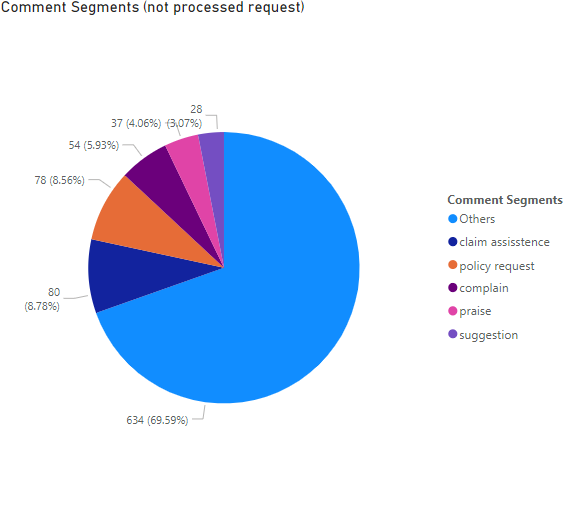 Comment Segments (not processed request)
28
(3.07%)
37 (4.06%)
54 (5.93%)
78 (8.56%)
80
(8.78%)
634 (69.59%)
Comment Segments
Others
claim assisstence
policy request
complain
praise
suggestion